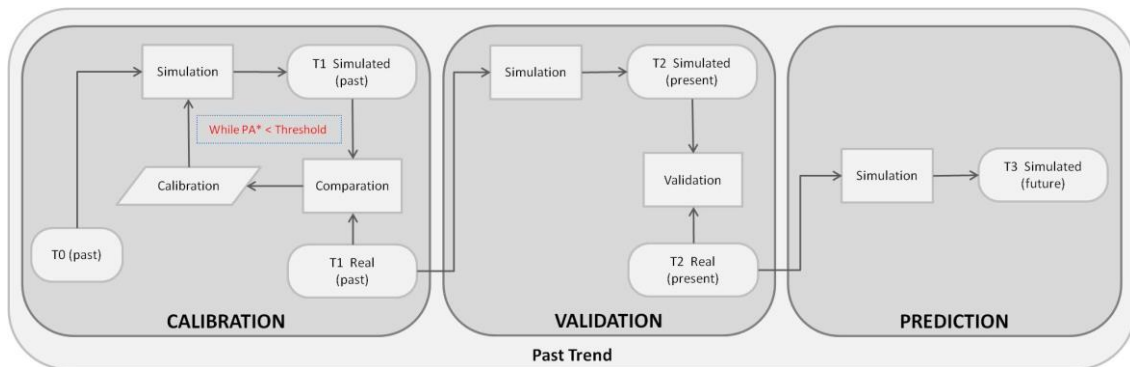 Simulation
T1 Simulated
(past)
While PA* < Threshold
Calibration
Comparation
T0 (past)
T1 Real
(past)
CALIBRATION
Simulation
T2 Simulated
(present)
Validation
T2 Real
(present)
VALIDATION
Simulation
T3 Simulated
(future)
PREDICTION
Past Trend